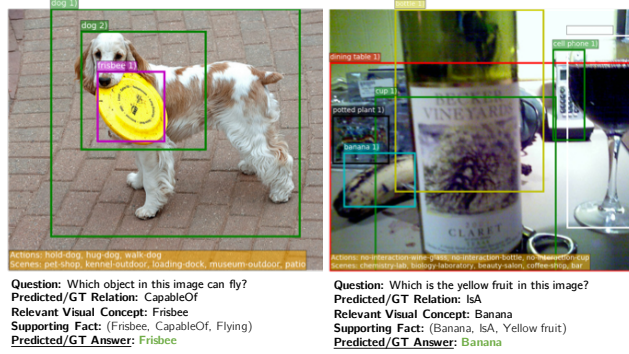 dog 1)
dog 2)
frisbee 1)
Actions: hold-dog, hug-dog, walk-dog
Scenes: pet-shop, kennel-outdoor, loading-dock, museum-outdoor, patio
Question: Which object in this image can fly?
Predicted/GT Relation: CapableOf
Relevant Visual Concept: Frisbee
Supporting Fact: (Frisbee, CapableOf, Flying)
Predicted/GT Answer: Frisbee
bottle 1)
cell phone 1)
dining table 1)
cup 1)
potted plant 1)
banana 1)
BECKER
VINEYARDS
CLARET
Actions: no-interaction-wine-glass, no-interaction-bottle, no-interaction-cup
Scenes: chemistry-lab, biology-laboratory, beauty-salon, coffee-shop, bar
Question: Which is the yellow fruit in this image?
Predicted/GT Relation: IsA
Relevant Visual Concept: Banana
Supporting Fact: (Banana, IsA, Yellow fruit)
Predicted/GT Answer: Banana